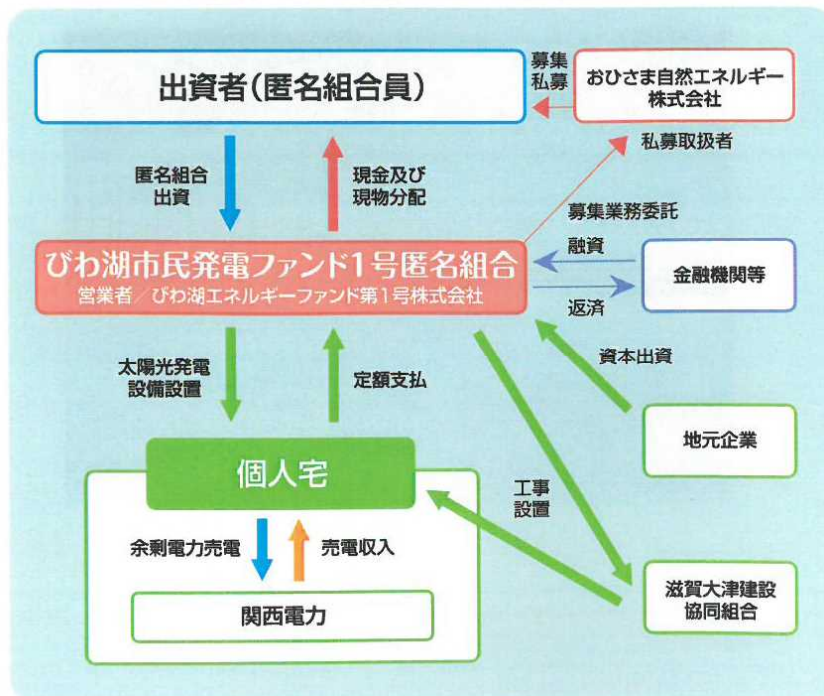 出資者（匿名組合員）
募集
私募
おひさま自然エネルギー
株式会社
私募取扱者
匿名組合
出資
現金及び
現物分配
募集業務委託
びわ湖市民発電ファンド1号匿名組合
営業者／びわ湖エネルギーファンド第1号株式会社
融資
返済
金融機関等
太陽光発電
設備設置
定額支払
資本出資
地元企業
個人宅
工事
設置
余剰電力売電
売電収入
関西電力
滋賀大津建設
協同組合